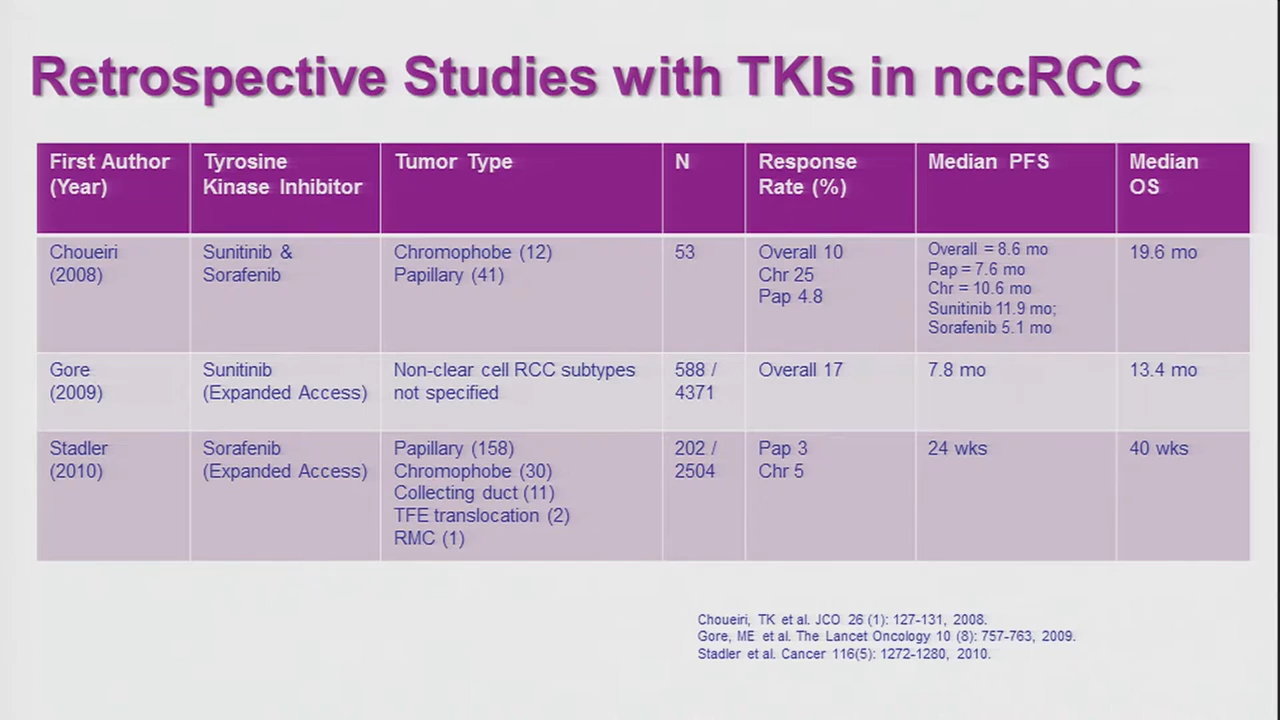 Retrospective Studies with TKIs in nccRCC
First Author (Year)
Tyrosine Kinase Inhibitor
Tumor Type
N
Response Rate (%)
Median PFS
Median OS
Choueiri
(2008)
Sunitinib &
Sorafenib
Chromophobe (12)
Papillary (41)
53
Overall 10
Chr 25
Pap 4.8
Overall = 8.6 mo
Pap = 7.6 mo
Chr = 10.6 mo
Sunitinib 11.9 mo;
Sorafenib 5.1 mo
19.6 mo
Gore
(2009)
Sunitinib
(Expanded Access)
Non-clear cell RCC subtypes
not specified
588 /
4371
Overall 17
7.8 mo
13.4 mo
Stadler
(2010)
Sorafenib
(Expanded Access)
Papillary (158)
Chromophobe (30)
Collecting duct (11)
TFE translocation (2)
RMC (1)
202 /
2504
Pap 3
Chr 5
24 wks
40 wks
Choueiri, TK et al. JCO 26 (1): 127-131, 2008.
Gore, ME et al. The Lancet Oncology 10 (8): 757-763, 2009.
Stadler et al. Cancer 116(5): 1272-1280, 2010.